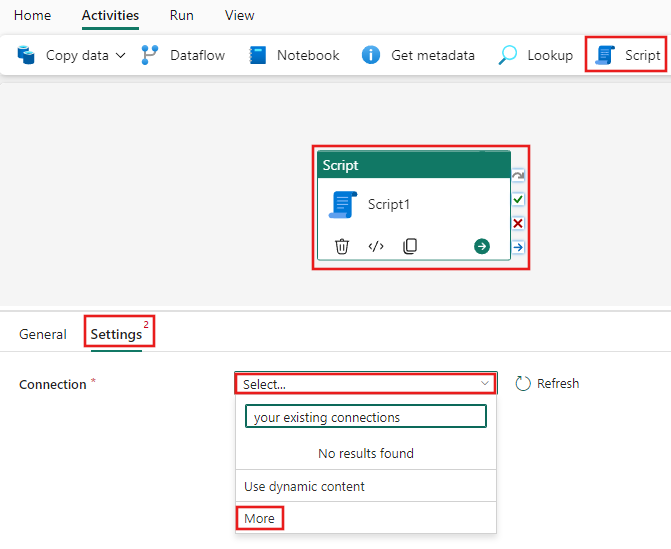 Home Activities Run View
Copy data Dataflow Notebook Get metadata Lookup Script
Script
Script1
General Settings 2
Connection * Select... Refresh
your existing connections
No results found
Use dynamic content
More